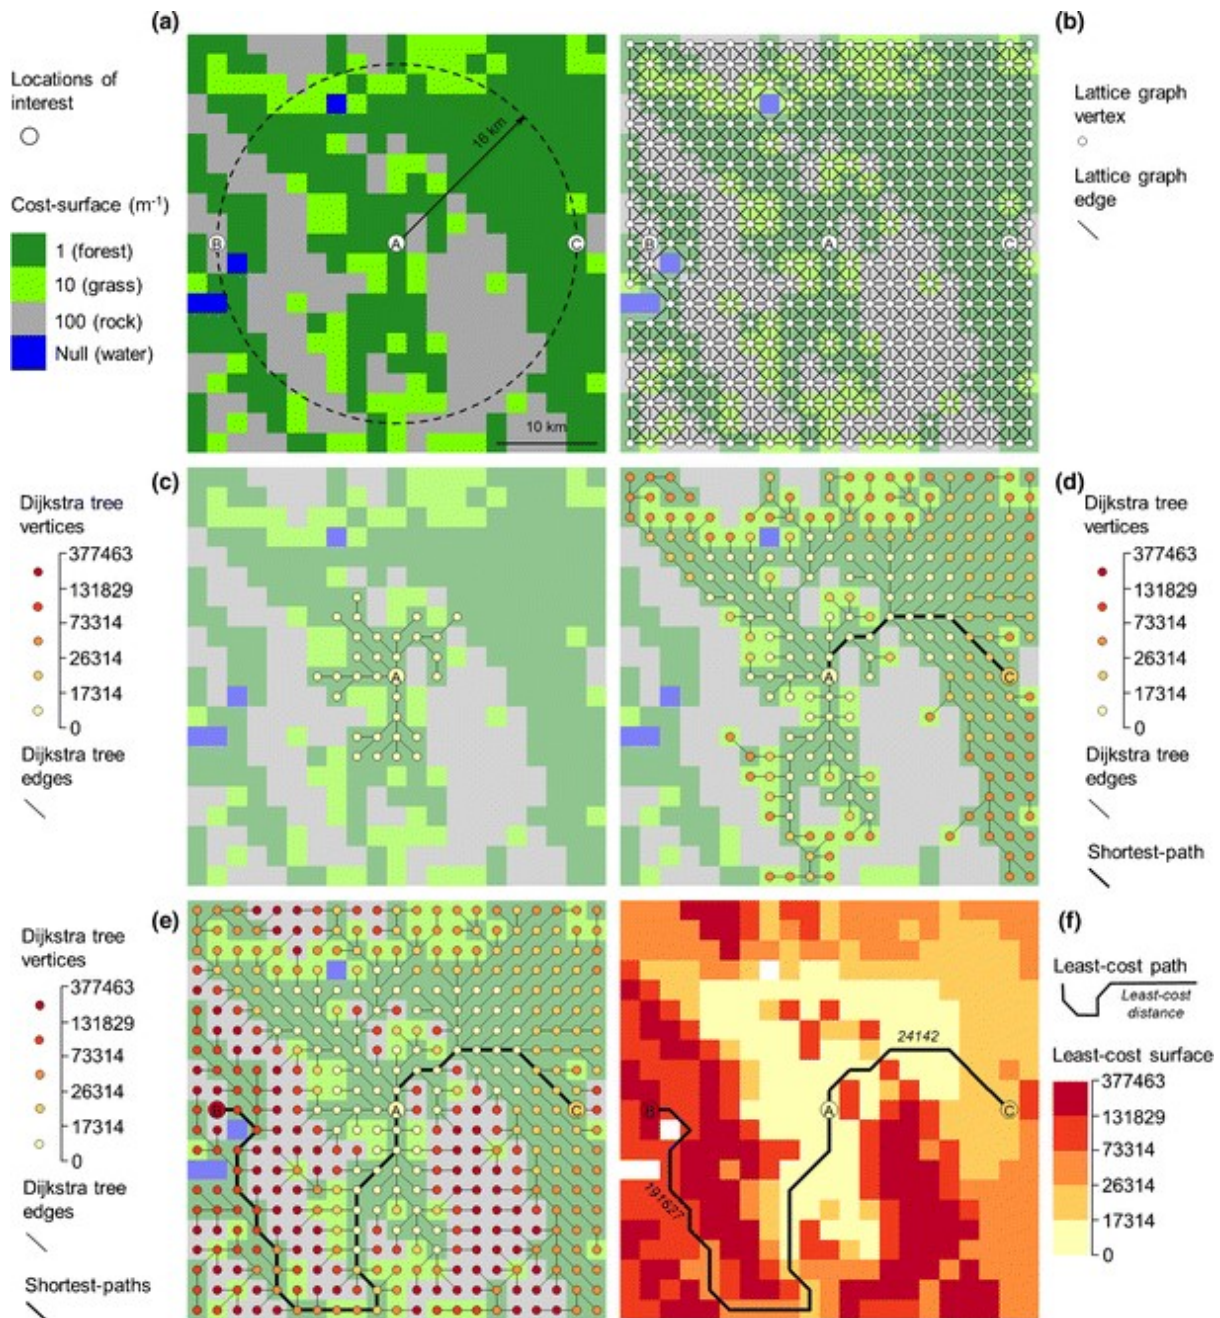 (a)
Locations of
interest
Cost-surface (m⁻¹)
1 (forest)
10 (grass)
100 (rock)
Null (water)
16 km
B
A
C
10 km
(b)
Lattice graph
vertex
Lattice graph
edge
B
A
C
(c)
Dijkstra tree
vertices
377463
131829
73314
26314
17314
0
Dijkstra tree
edges
A
(d)
Dijkstra tree
vertices
377463
131829
73314
26314
17314
0
Dijkstra tree
edges
Shortest-path
A
C
(e)
Dijkstra tree
vertices
377463
131829
73314
26314
17314
0
Dijkstra tree
edges
Shortest-paths
B
A
C
(f)
Least-cost path
Least-cost
distance
Least-cost surface
377463
131829
73314
26314
17314
0
24142
B
A
C
191627